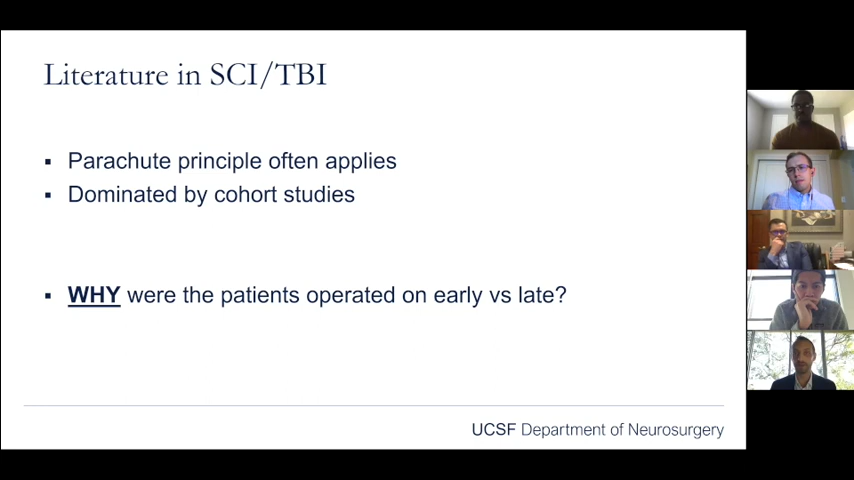 Literature in SCI/TBI
▪ Parachute principle often applies
▪ Dominated by cohort studies
▪ WHY were the patients operated on early vs late?
UCSF Department of Neurosurgery